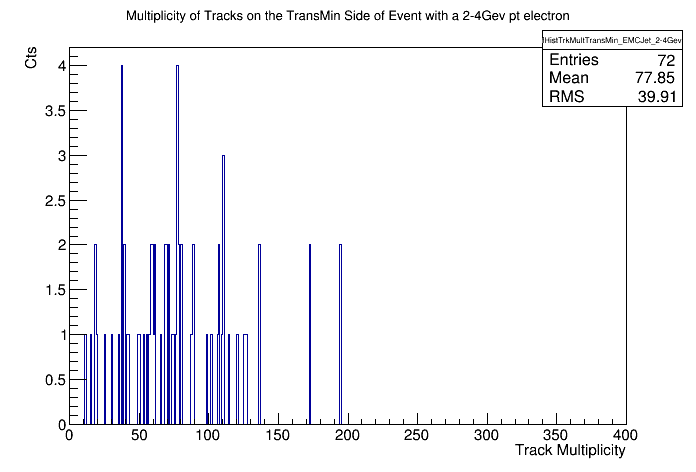 Multiplicity of Tracks on the TransMin Side of Event with a 2-4Gev pt electron
HistTrkMultTransMin_EMCJet_2-4Gev
Entries 72
Mean 77.85
RMS 39.91
Cts
4
3.5
3
2.5
2
1.5
1
0.5
0
0 50 100 150 200 250 300 350 400
Track Multiplicity